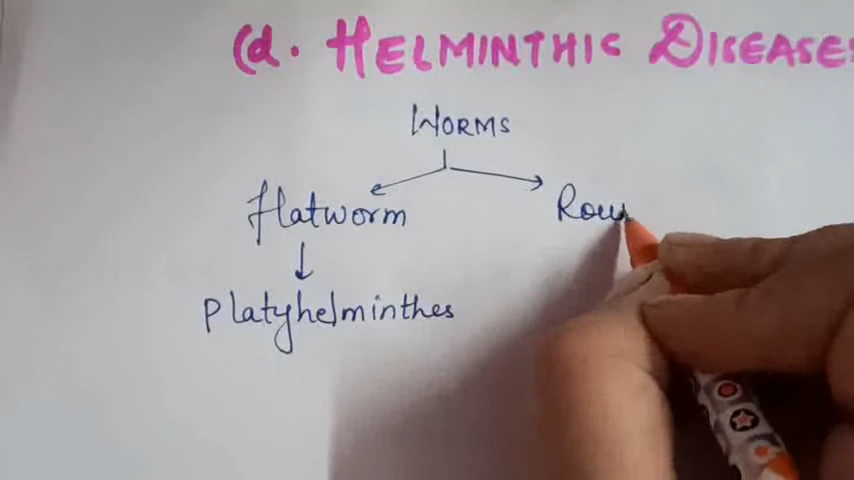 (d. HELMINTHIC DISEASES
WORMS
flatworm Rou
Platyhelminthes